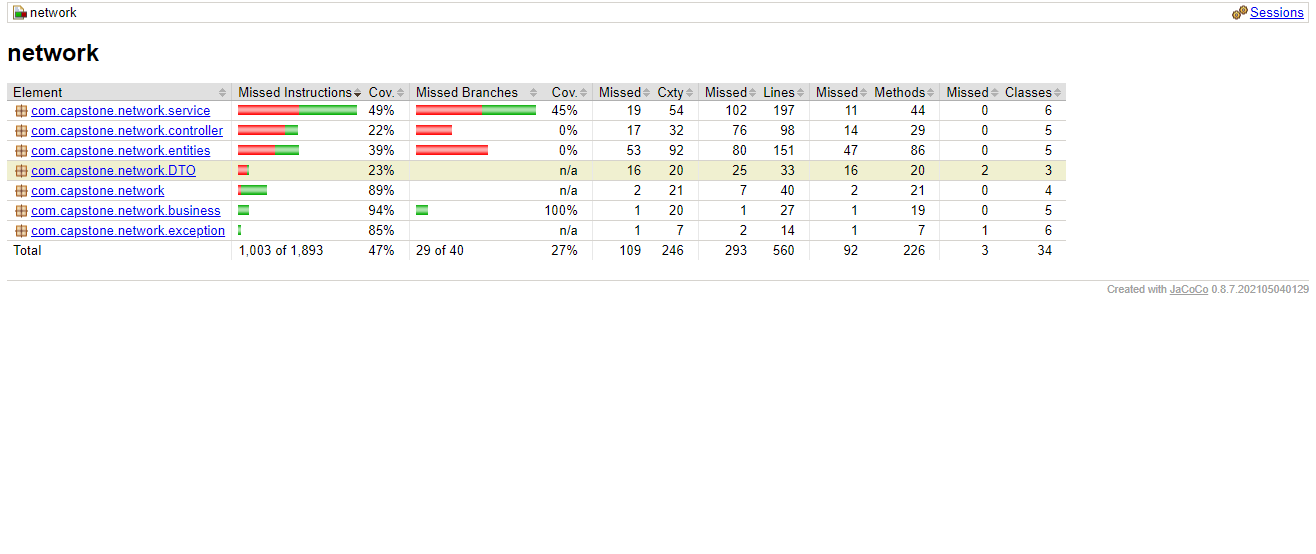 network Sessions
network
Element Missed Instructions Cov. Missed Branches Cov. Missed Cxty Missed Lines Missed Methods Missed Classes
com.capstone.network.service 49% 45% 19 54 102 197 11 44 0 6
com.capstone.network.controller 22% 0% 17 32 76 98 14 29 0 5
com.capstone.network.entities 39% 0% 53 92 80 151 47 86 0 5
com.capstone.network.DTO 23% n/a 16 20 25 33 16 20 2 3
com.capstone.network 89% n/a 2 21 7 40 2 21 0 4
com.capstone.network.business 94% 100% 1 20 1 27 1 19 0 5
com.capstone.network.exception 85% n/a 1 7 2 14 1 7 1 6
Total 1,003 of 1,893 47% 29 of 40 27% 109 246 293 560 92 226 3 34
Created with JaCoCo 0.8.7.202105040129